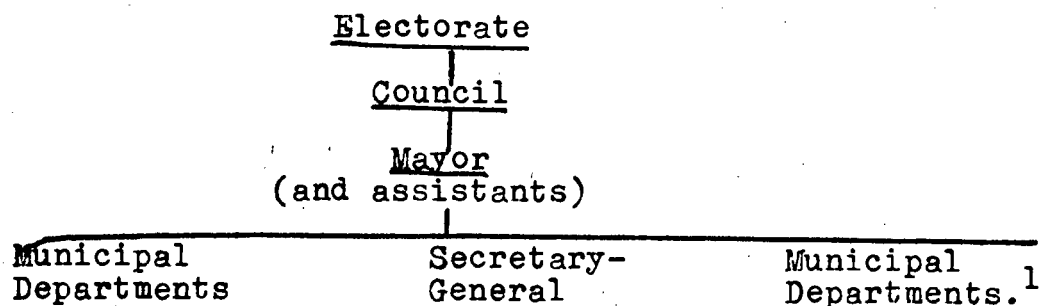 Electorate
Council
Mayor
(and assistants)
Municipal Secretary- Municipal
Departments General Departments.1